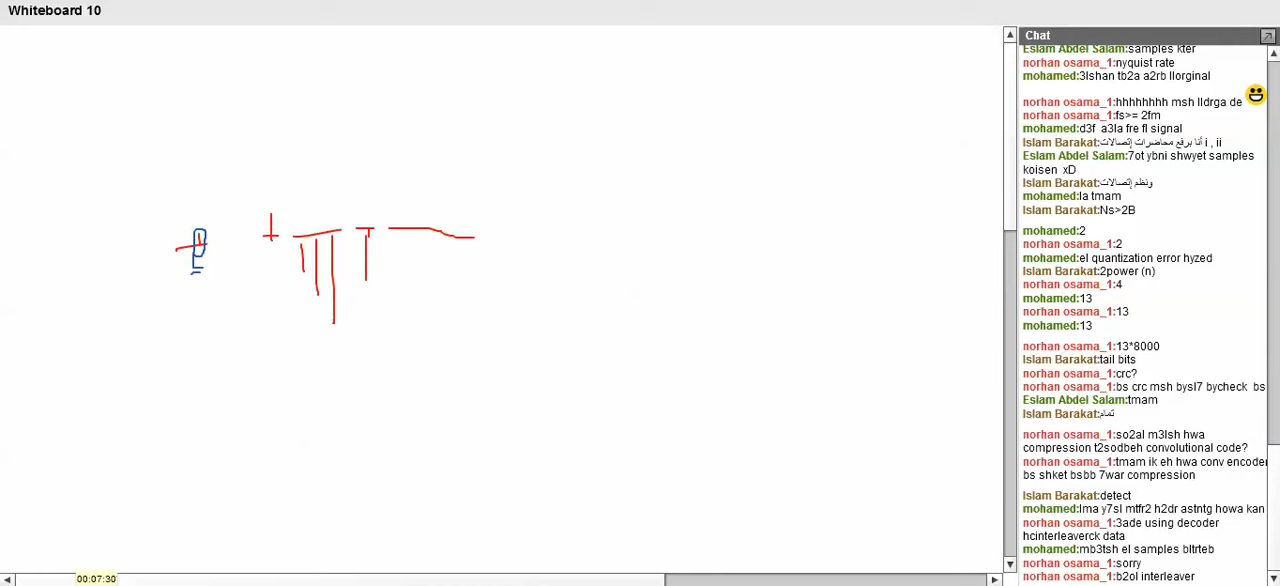 Whiteboard 10
Chat
Eslam Abdel Salam:samples kter
norhan osama_1:nyquist rate
mohamed:3lshan tb2a a2rb llorginal
norhan osama_1:hhhhhhhh msh lldrga de
norhan osama_1:fs>= 2fm
mohamed:d3f a3la fre fl signal
Islam Barakat:أنا برفع محاضرات إتصالات i , ii
Eslam Abdel Salam:7ot ybni shwyet samples
koisen xD
Islam Barakat:ونظم إتصالات
mohamed:la tmam
Islam Barakat:Ns>2B
mohamed:2
norhan osama_1:2
mohamed:el quantization error hyzed
Islam Barakat:2power (n)
norhan osama_1:4
mohamed:13
norhan osama_1:13
mohamed:13
norhan osama_1:13*8000
Islam Barakat:tail bits
norhan osama_1:crc?
norhan osama_1:bs crc msh bysl7 bycheck bs
Eslam Abdel Salam:tmam
Islam Barakat:تمام
norhan osama_1:so2al m3lsh hwa
compression t2sodbeh convolutional code?
norhan osama_1:tmam ik eh hwa conv encoder
bs shket bsbb 7war compression
Islam Barakat:detect
mohamed:lma y7sl mtfr2 h2dr astntg howa kan
norhan osama_1:3ade using decoder
hcinterleaverck data
mohamed:mb3tsh el samples bltrteb
norhan osama_1:sorry
norhan osama_1:b2ol interleaver
00:07:30